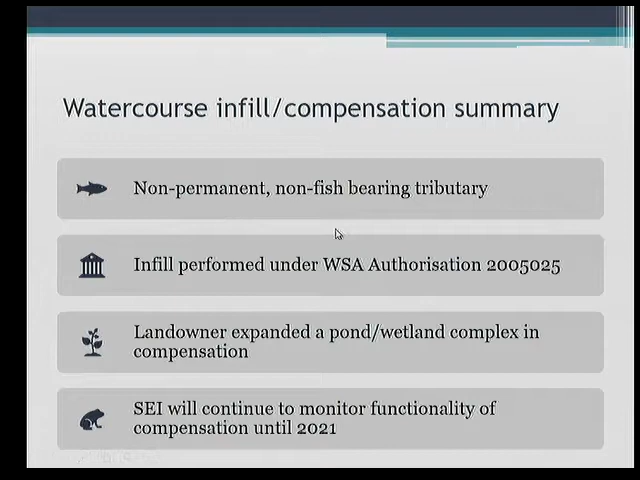 Watercourse infill/compensation summary
Non-permanent, non-fish bearing tributary
Infill performed under WSA Authorisation 2005025
Landowner expanded a pond/wetland complex in
compensation
SEI will continue to monitor functionality of
compensation until 2021